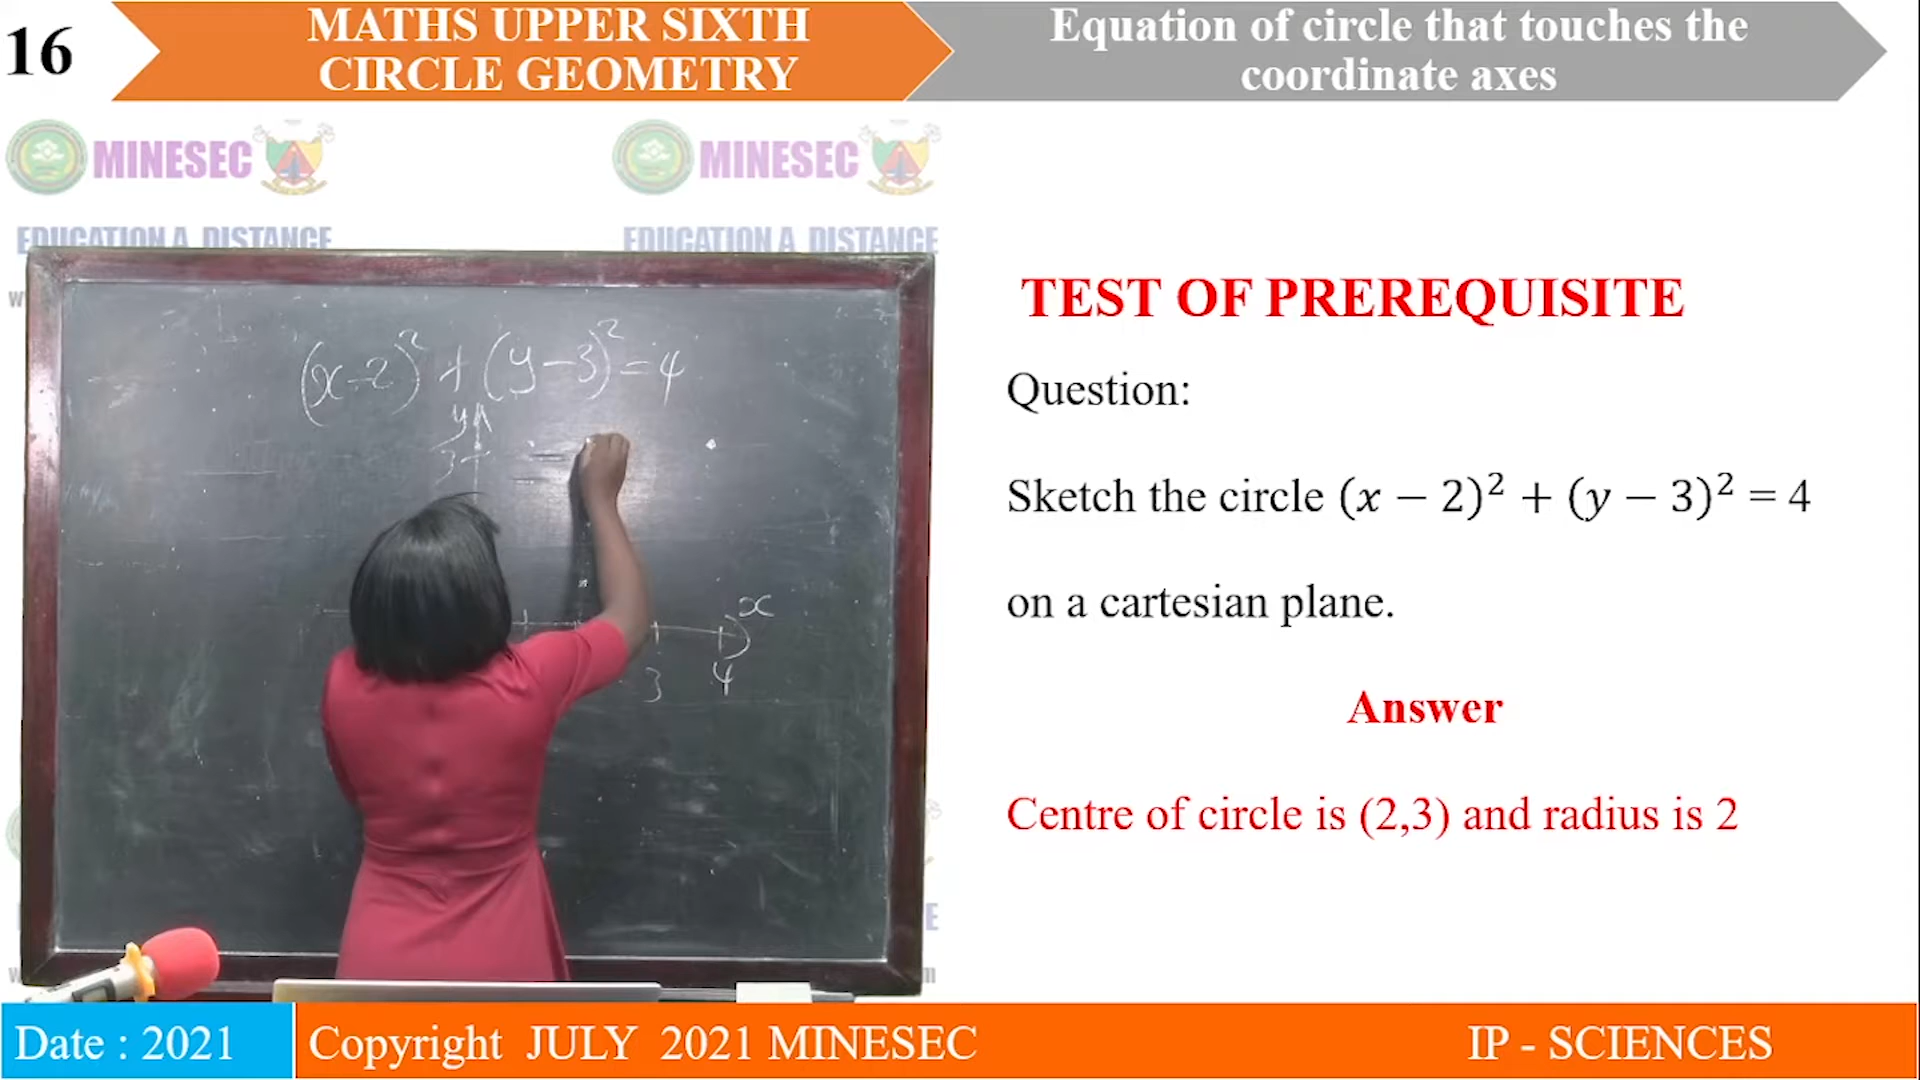 16
MATHS UPPER SIXTH
CIRCLE GEOMETRY
Equation of circle that touches the
coordinate axes
MINESEC
MINESEC
EDUCATION A DISTANCE
EDUCATION A DISTANCE
(x-2)² + (y-3)² = 4
y
3
x
3
4
TEST OF PREREQUISITE
Question:
Sketch the circle (x − 2)² + (y − 3)² = 4
on a cartesian plane.
Answer
Centre of circle is (2,3) and radius is 2
Date : 2021
Copyright JULY 2021 MINESEC
IP - SCIENCES